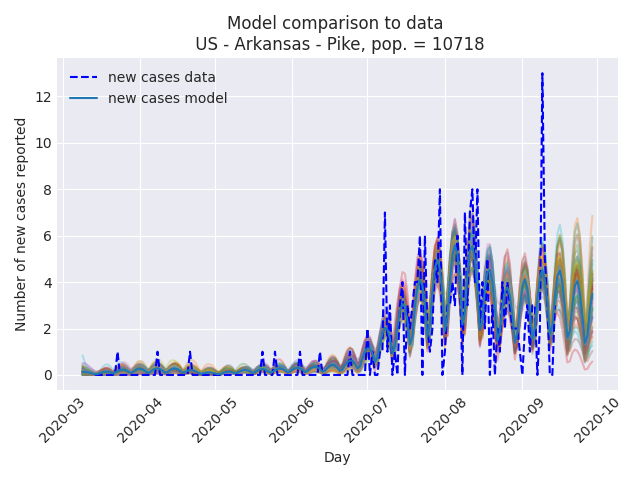 Model comparison to data
US - Arkansas - Pike, pop. = 10718
new cases data
new cases model
Number of new cases reported
12
10
8
6
4
2
0
2020-03
2020-04
2020-05
2020-06
2020-07
2020-08
2020-09
2020-10
Day